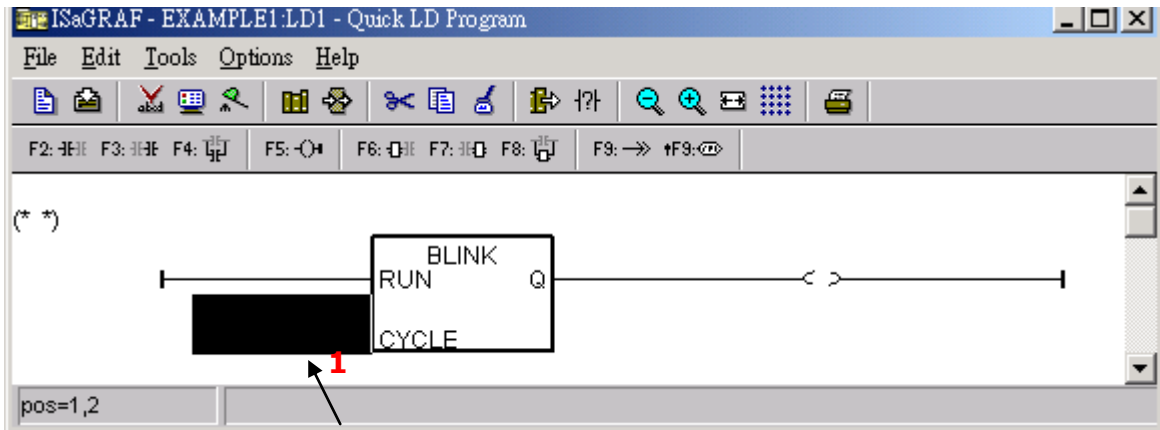 ISaGRAF - EXAMPLE1:LD1 - Quick LD Program
File Edit Tools Options Help
F2: F3: F4: F5: F6: F7: F8: F9: F9:
(* *)
BLINK
RUN Q
CYCLE
1
pos=1,2